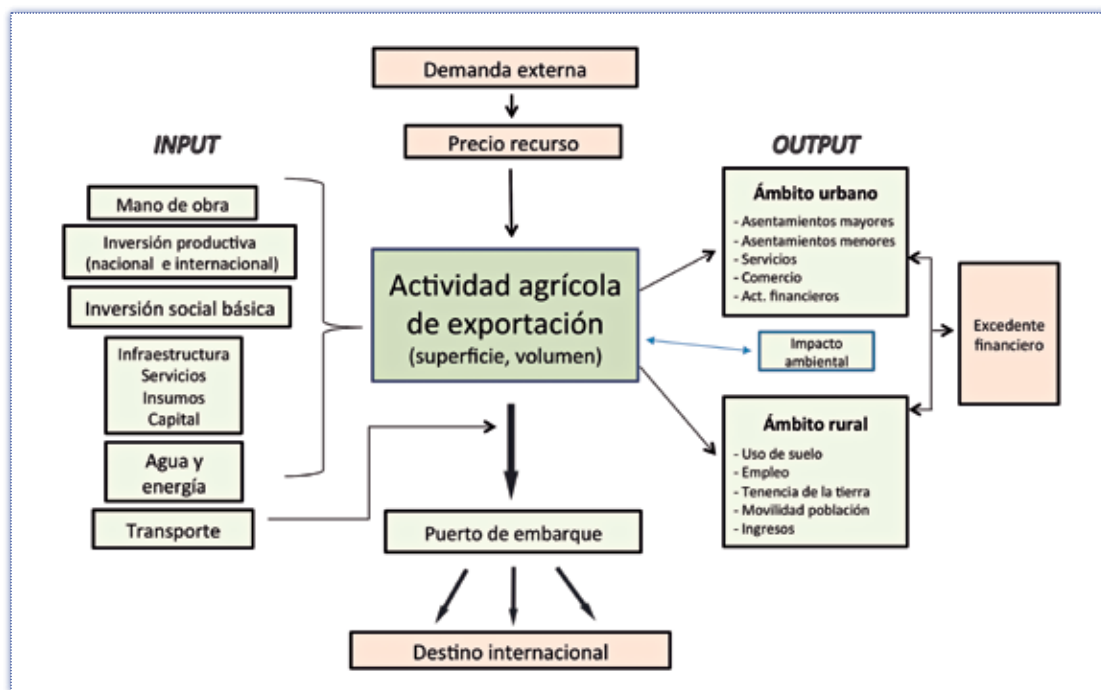 Demanda externa
Precio recurso
INPUT
Mano de obra
Inversión productiva
(nacional e internacional)
Inversión social básica
Infraestructura
Servicios
Insumos
Capital
Agua y
energía
Transporte
Actividad agrícola
de exportación
(superficie, volumen)
Puerto de embarque
Destino internacional
OUTPUT
Ámbito urbano
- Asentamientos mayores
- Asentamientos menores
- Servicios
- Comercio
- Act. financieros
Impacto
ambiental
Ámbito rural
- Uso de suelo
- Empleo
- Tenencia de la tierra
- Movilidad población
- Ingresos
Excedente
financiero